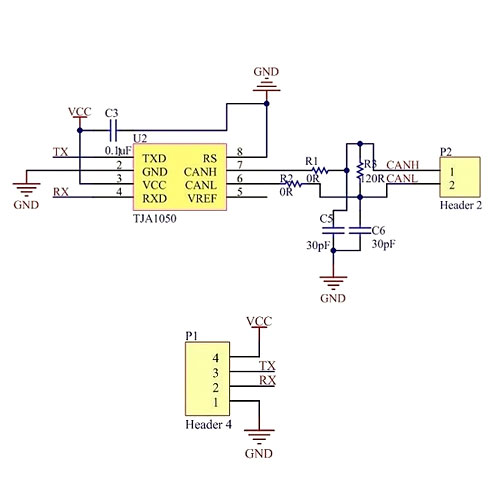 GND
VCC
C3
0.1uF
U2
TX
1
TXD
RS
8
2
GND
CANH
7
3
VCC
CANL
6
RX
4
RXD
VREF
5
GND
TJA1050
R1
0R
R2
0R
R3
120R
CANH
CANL
P2
1
2
Header 2
C5
30pF
C6
30pF
GND
VCC
P1
4
3
TX
2
RX
1
Header 4
GND